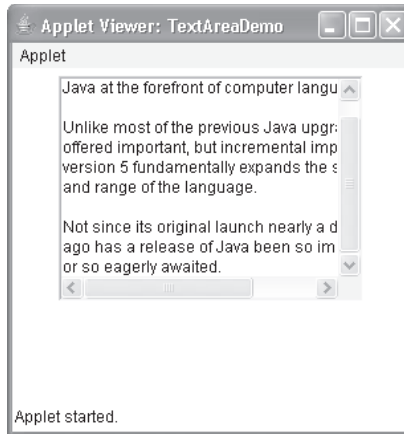 Applet Viewer: TextAreaDemo
Applet
Java at the forefront of computer langu
Unlike most of the previous Java upgr
offered important, but incremental imp
version 5 fundamentally expands the s
and range of the language.
Not since its original launch nearly a d
ago has a release of Java been so im
or so eagerly awaited.
Applet started.